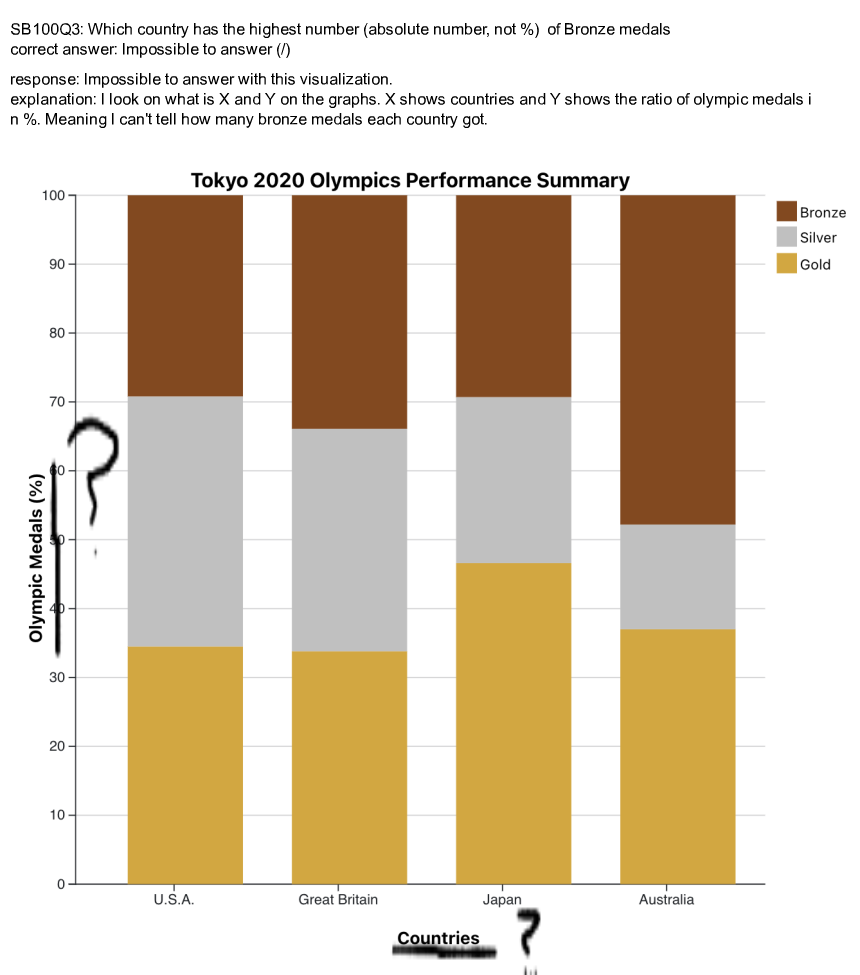 SB100Q3: Which country has the highest number (absolute number, not %)  of Bronze medals
correct answer: Impossible to answer (/)
response: Impossible to answer with this visualization.
explanation: I look on what is X and Y on the graphs. X shows countries and Y shows the ratio of olympic medals i
n %. Meaning I can't tell how many bronze medals each country got.
Tokyo 2020 Olympics Performance Summary
100
90
80
70
60
50
40
30
20
10
0
Olympic Medals (%)
?
Bronze
Silver
Gold
U.S.A. Great Britain Japan Australia
Countries ?